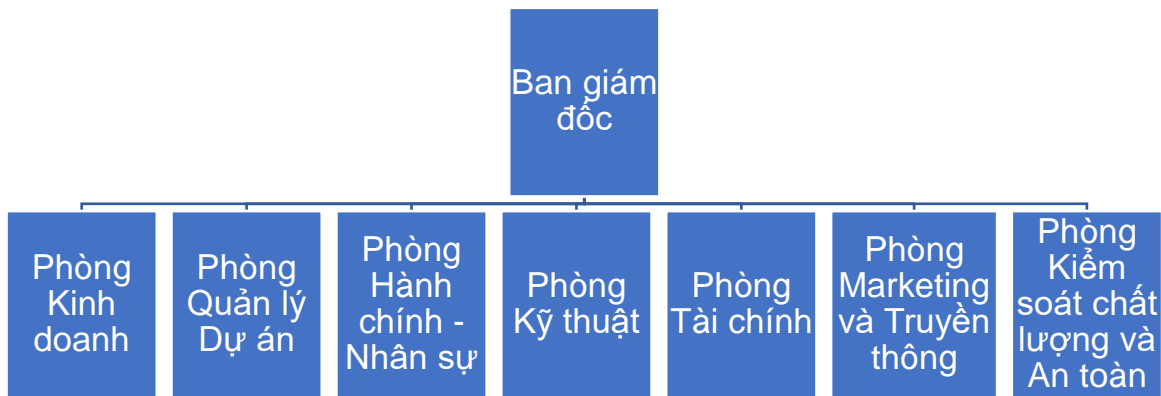 Ban giám
đốc
Phòng
Kinh
doanh
Phòng
Quản lý
Dự án
Phòng
Hành
chính -
Nhân sự
Phòng
Kỹ thuật
Phòng
Tài chính
Phòng
Marketing
và Truyền
thông
Phòng
Kiểm
soát chất
lượng và
An toàn